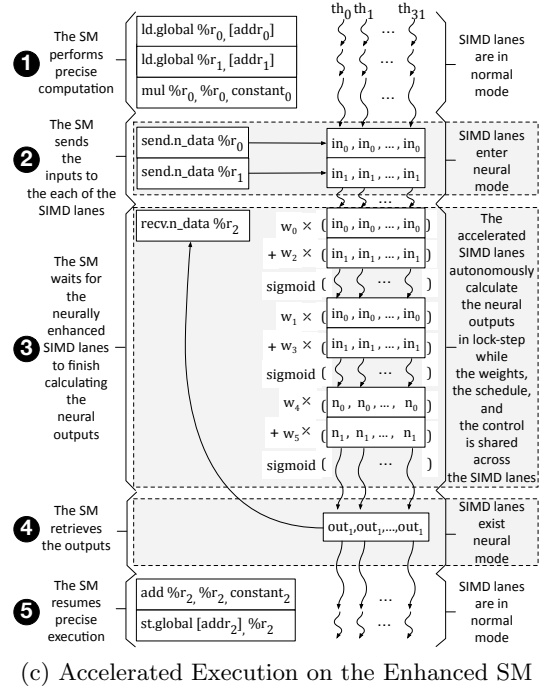 th0 th1 ... th31
1
The SM
performs
precise
computation
ld.global %r0, [addr0]
ld.global %r1, [addr1]
mul %r0, %r0, constant0
...
...
SIMD lanes
are in
normal
mode
2
The SM
sends
the
inputs to
the each of the
SIMD lanes
send.n_data %r0
send.n_data %r1
in0 , in0 , ... , in0
in1 , in1 , ... , in1
...
SIMD lanes
enter
neural
mode
3
The SM
waits for
the
neurally
enhanced
SIMD lanes
to finish
calculating
the
neural
outputs
recv.n_data %r2
w0 × ( in0 , in0 , ... , in0 )
+ w2 × ( in1 , in1 , ... , in1 )
sigmoid ( ... )
w1 × ( in0 , in0 , ... , in0 )
+ w3 × ( in1 , in1 , ... , in1 )
sigmoid ( ... )
w4 × ( n0 , n0 , ... , n0 )
+ w5 × ( n1 , n1 , ... , n1 )
sigmoid ( ... )
The
accelerated
SIMD lanes
autonomously
calculate
the neural
outputs
in lock-step
while
the weights,
the schedule,
and
the control
is shared
across
the SIMD lanes
4
The SM
retrieves
the outputs
out1,out1,...,out1
SIMD lanes
exist
neural
mode
5
The SM
resumes
precise
execution
add %r2, %r2, constant2
st.global [addr2], %r2
...
...
SIMD lanes
are in
normal
mode
(c) Accelerated Execution on the Enhanced SM